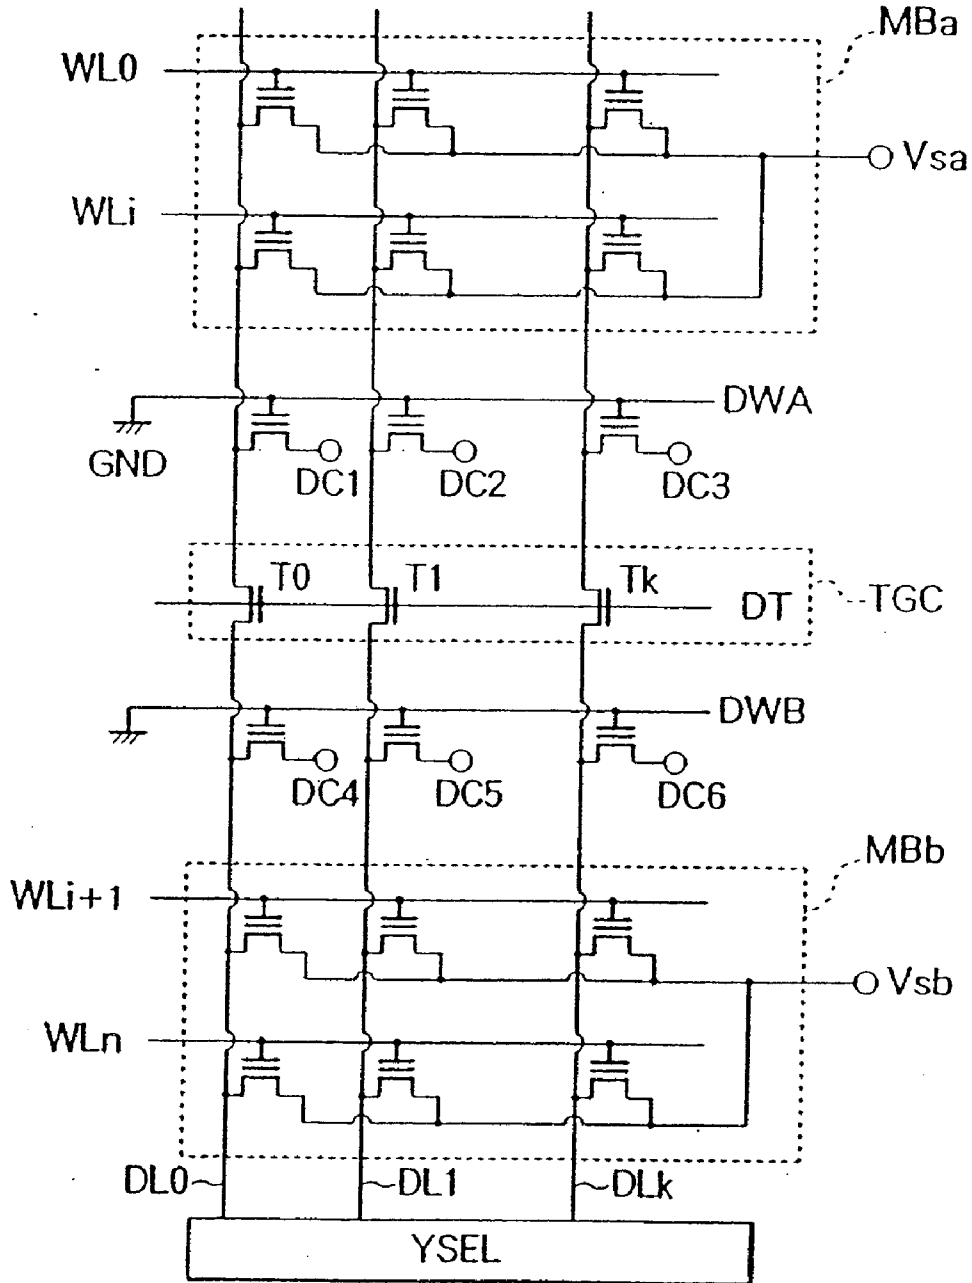 MBa
WL0
Vsa
WLi
DWA
GND
DC1 DC2 DC3
T0 T1 Tk
DT
TGC
DWB
DC4 DC5 DC6
MBb
WLi+1
Vsb
WLn
DL0 DL1 DLk
YSEL